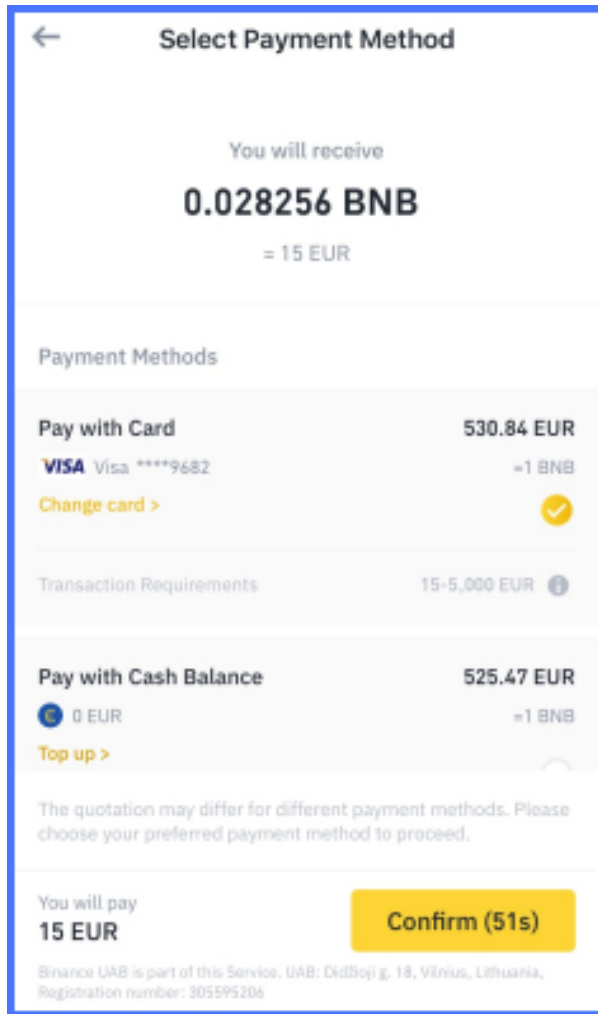 Select Payment Method
You will receive
0.028256 BNB
= 15 EUR
Payment Methods
Pay with Card 530.84 EUR
VISA Visa ****9682 =1 BNB
Change card >
Transaction Requirements 15-5,000 EUR
Pay with Cash Balance 525.47 EUR
0 EUR =1 BNB
Top up >
The quotation may differ for different payment methods. Please
choose your preferred payment method to proceed.
You will pay
15 EUR
Confirm (51s)
Binance UAB is part of this Service. UAB: Didžioji g. 18, Vilnius, Lithuania,
Registration number: 305595206